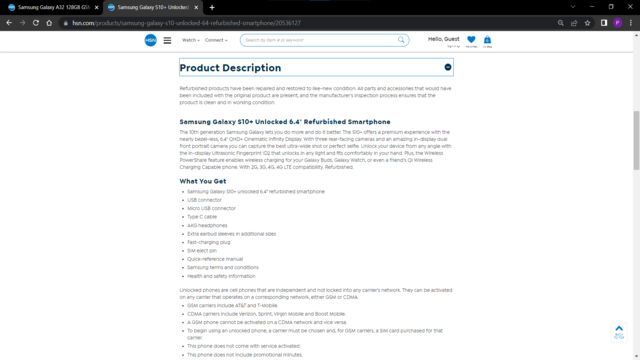 Samsung Galaxy A32 128GB GSM
Samsung Galaxy S10+ Unlocked 6
hsn.com/products/samsung-galaxy-s10-unlocked-64-refurbished-smartphone/20536127
HSN
Watch
Connect
Search by item # or keyword
Hello, Guest
Product Description
Refurbished products have been repaired and restored to like-new condition. All parts and accessories that would have
been included with the original product are present, and the manufacturer's inspection process ensures that the
product is clean and in working condition.
Samsung Galaxy S10+ Unlocked 6.4" Refurbished Smartphone
The 10th generation Samsung Galaxy lets you do more and do it better. The S10+ offers a premium experience with the
nearly bezel-less, 6.4" QHD+ Cinematic Infinity Display. With three rear-facing cameras and an amazing in-display dual
front portrait camera you can capture the best ultra-wide shot or perfect selfie. Unlock your device from any angle with
the in-display Ultrasonic Fingerprint ID2 that unlocks in any light and fits comfortably in your hand. Plus, the Wireless
PowerShare feature enables wireless charging for your Galaxy Buds, Galaxy Watch, or even a friend's QI Wireless
Charging Capable phone. With 2G, 3G, 4G, 4G LTE compatibility. Refurbished.
What You Get
• Samsung Galaxy S10+ unlocked 6.4" refurbished smartphone
• USB connector
• Micro USB connector
• Type C cable
• AKG headphones
• Extra earbud sleeves in additional sizes
• Fast-charging plug
• SIM eject pin
• Quick-reference manual
• Samsung terms and conditions
• Health and safety information
Unlocked phones are cell phones that are independent and not locked into any carrier's network. They can be activated
on any carrier that operates on a corresponding network, either GSM or CDMA.
• GSM carriers include AT&T and T-Mobile.
• CDMA carriers include Verizon, Sprint, Virgin Mobile and Boost Mobile.
• A GSM phone cannot be activated on a CDMA network and vice versa.
• To begin using an unlocked phone, a carrier must be chosen and, for GSM carriers, a SIM card purchased for that
carrier.
• This phone does not come with service activated.
• This phone does not include promotional minutes.
BACK
TO TOP
P